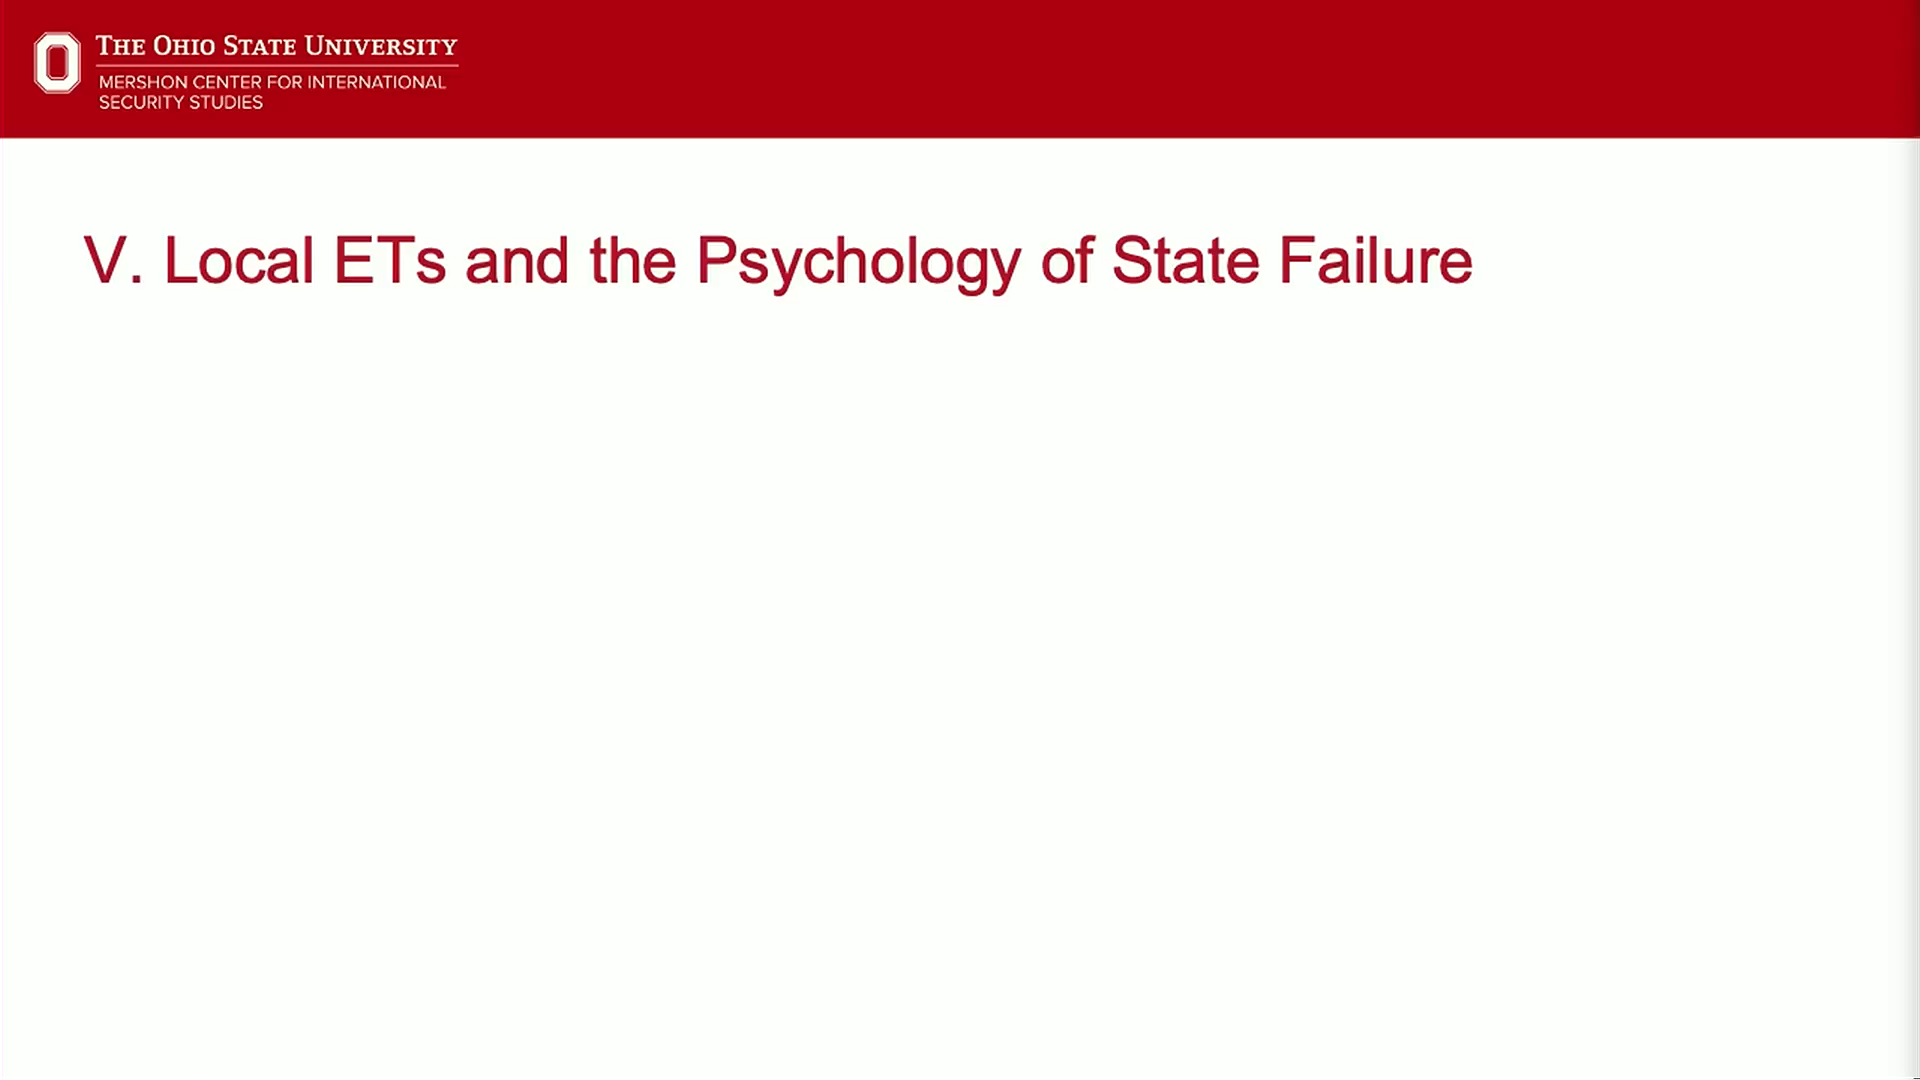 THE OHIO STATE UNIVERSITY
MERSHON CENTER FOR INTERNATIONAL
SECURITY STUDIES
V. Local ETs and the Psychology of State Failure